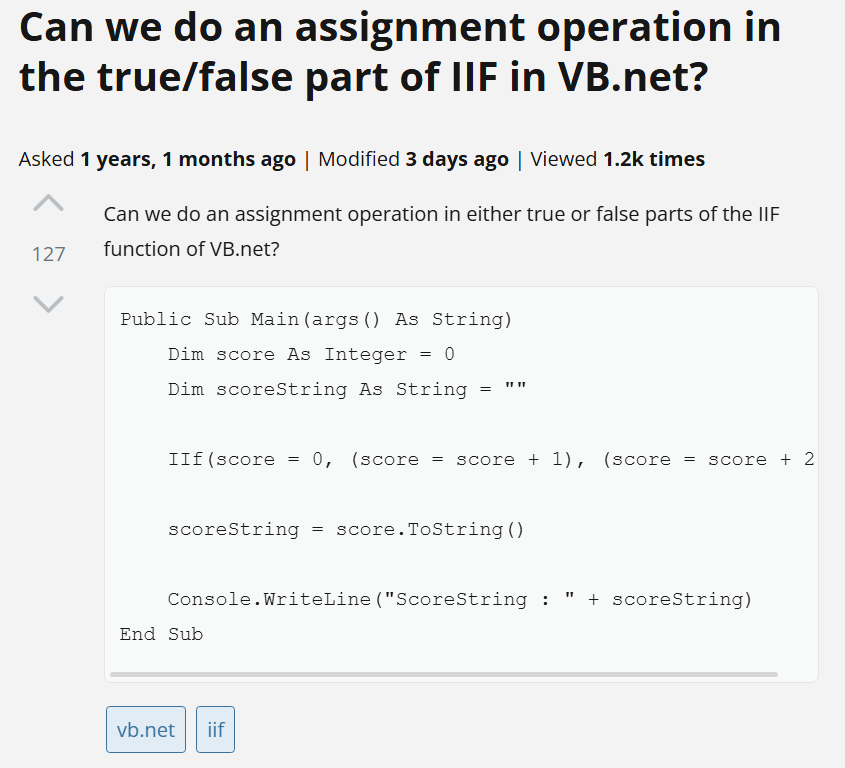 Can we do an assignment operation in
the true/false part of IIF in VB.net?
Asked 1 years, 1 months ago | Modified 3 days ago | Viewed 1.2k times
127
Can we do an assignment operation in either true or false parts of the IIF
function of VB.net?
Public Sub Main(args() As String)
Dim score As Integer = 0
Dim scoreString As String = ""
IIf(score = 0, (score = score + 1), (score = score + 2
scoreString = score.ToString()
Console.WriteLine("ScoreString : " + scoreString)
End Sub
vb.net iif